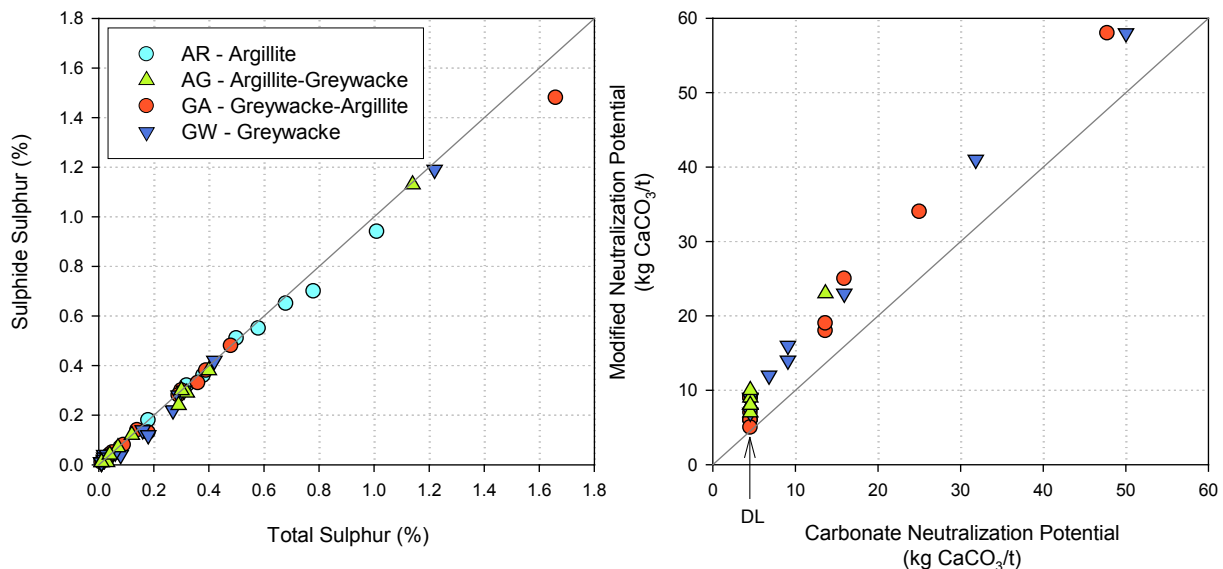 1.8
1.6
1.4
1.2
1.0
0.8
0.6
0.4
0.2
0.0
Sulphide Sulphur (%)
AR - Argillite
AG - Argillite-Greywacke
GA - Greywacke-Argillite
GW - Greywacke
0.0 0.2 0.4 0.6 0.8 1.0 1.2 1.4 1.6 1.8
Total Sulphur (%)
60
50
40
30
20
10
0
Modified Neutralization Potential
(kg CaCO₃/t)
0 10 20 30 40 50 60
DL
Carbonate Neutralization Potential
(kg CaCO₃/t)